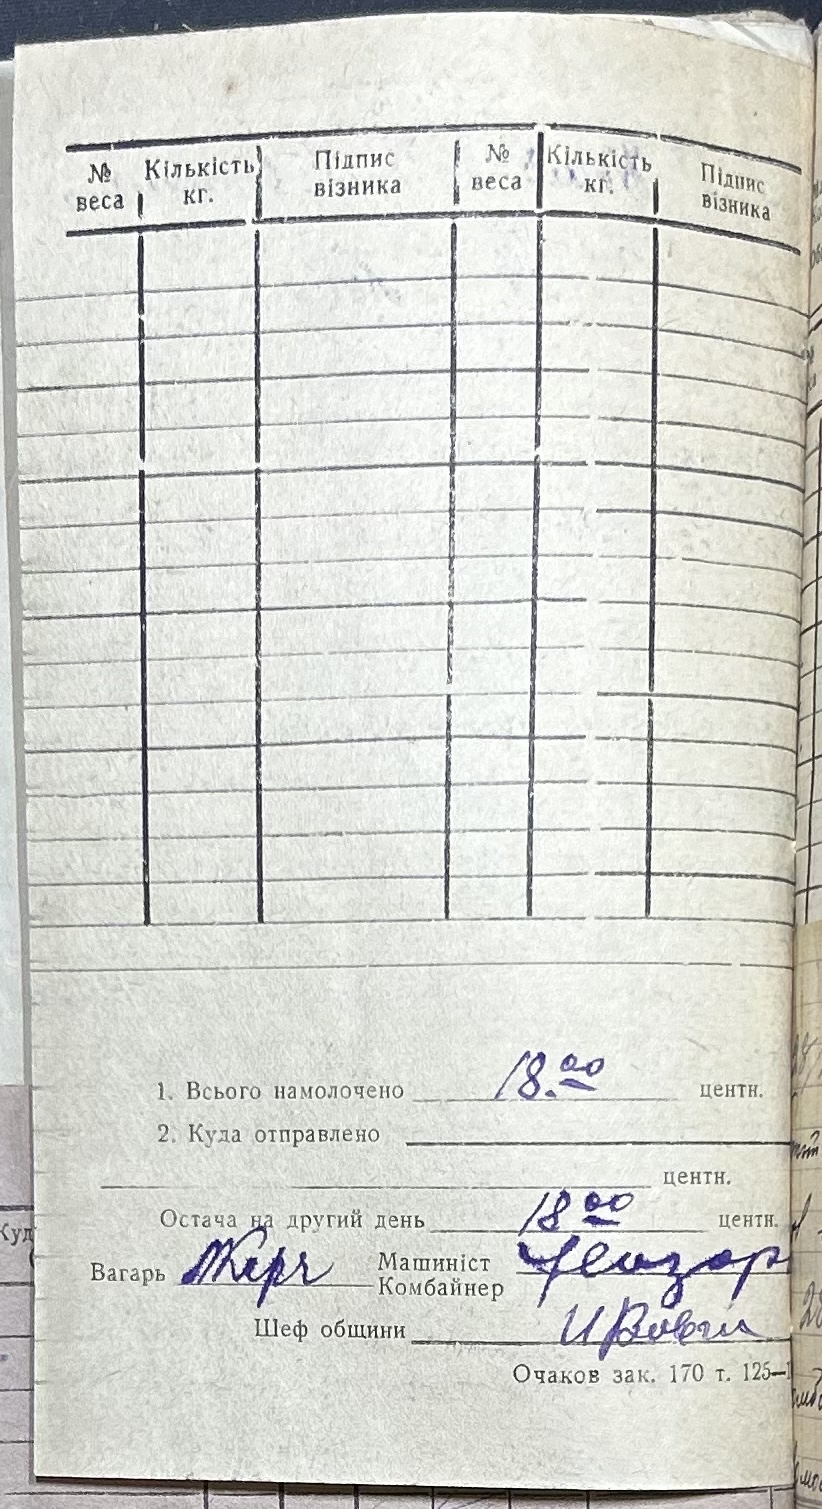 № веса Кількість кг. Підпис візника № веса Кількість кг. Підпис візника
1. Всього намолочено 18.00 центн.
2. Куда отправлено
центн.
Остача на другий день 18 00 центн.
Вагарь Машиніст
Комбайнер
Шеф общини
Очаков зак. 170 т. 125—1